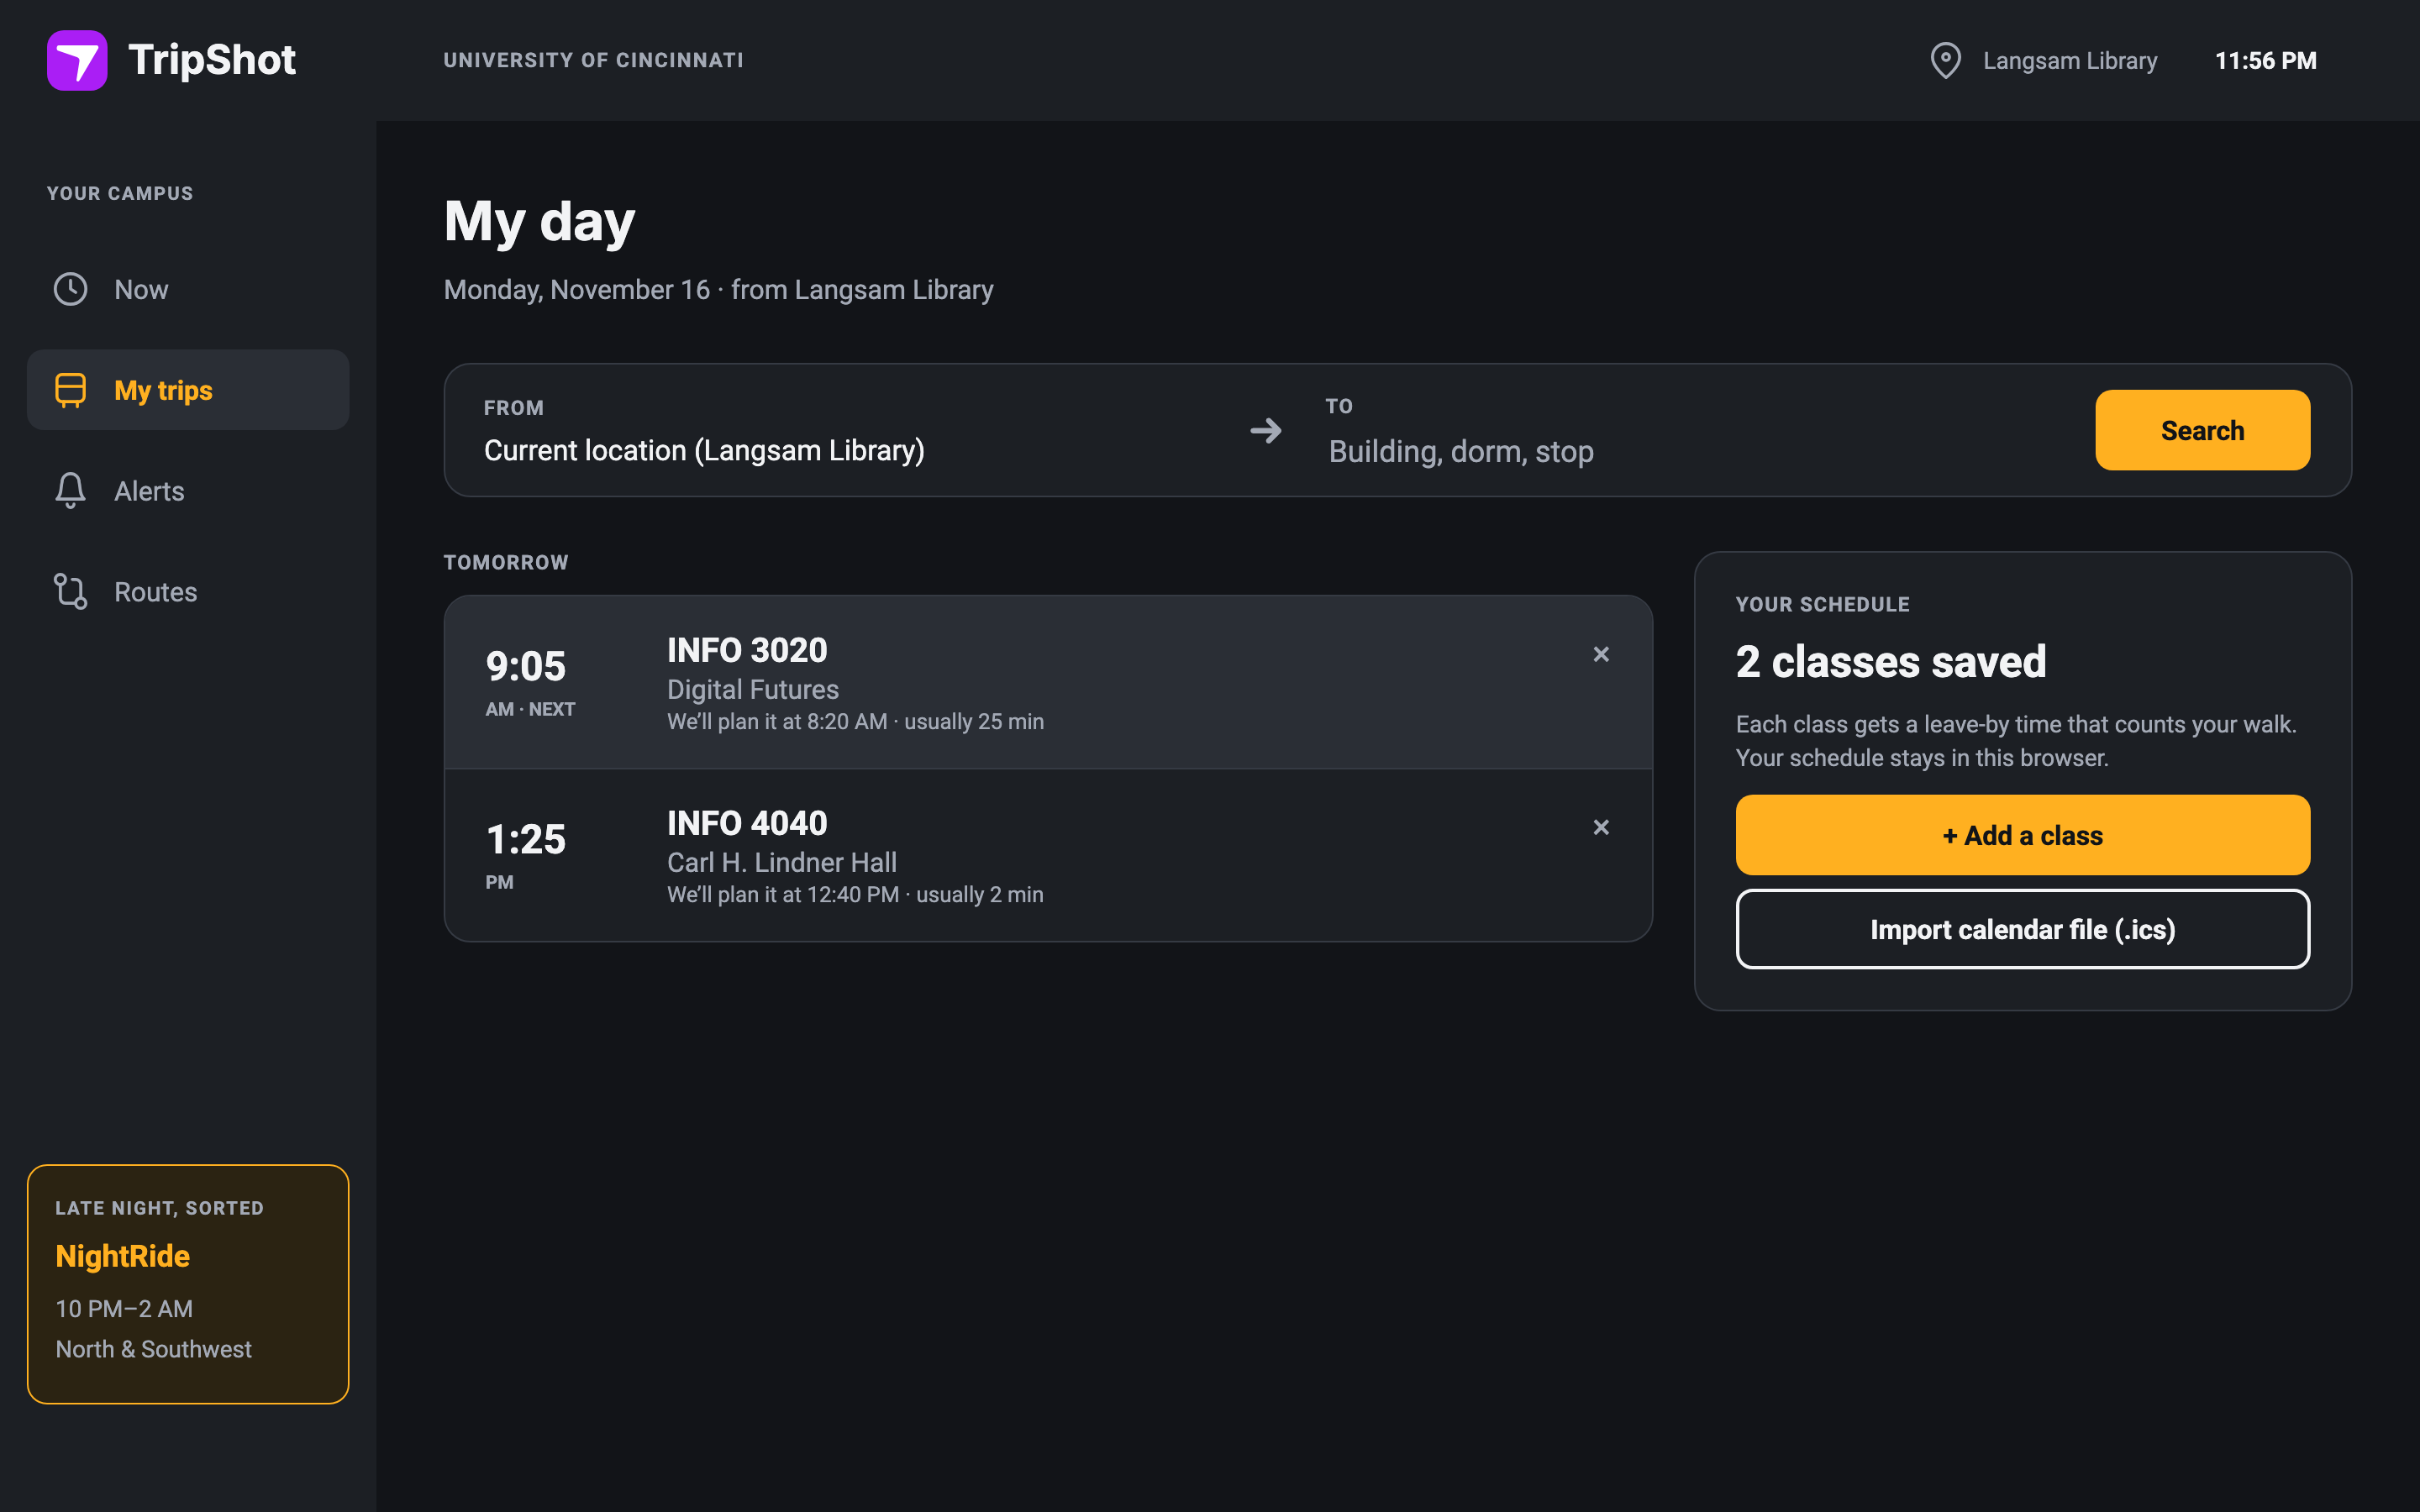 TripShot
UNIVERSITY OF CINCINNATI
Langsam Library
11:56 PM
YOUR CAMPUS
Now
My trips
Alerts
Routes
LATE NIGHT, SORTED
NightRide
10 PM–2 AM
North & Southwest
My day
Monday, November 16 · from Langsam Library
FROM
Current location (Langsam Library)
TO
Building, dorm, stop
Search
TOMORROW
9:05
AM · NEXT
INFO 3020
Digital Futures
We’ll plan it at 8:20 AM · usually 25 min
1:25
PM
INFO 4040
Carl H. Lindner Hall
We’ll plan it at 12:40 PM · usually 2 min
YOUR SCHEDULE
2 classes saved
Each class gets a leave-by time that counts your walk.
Your schedule stays in this browser.
+ Add a class
Import calendar file (.ics)